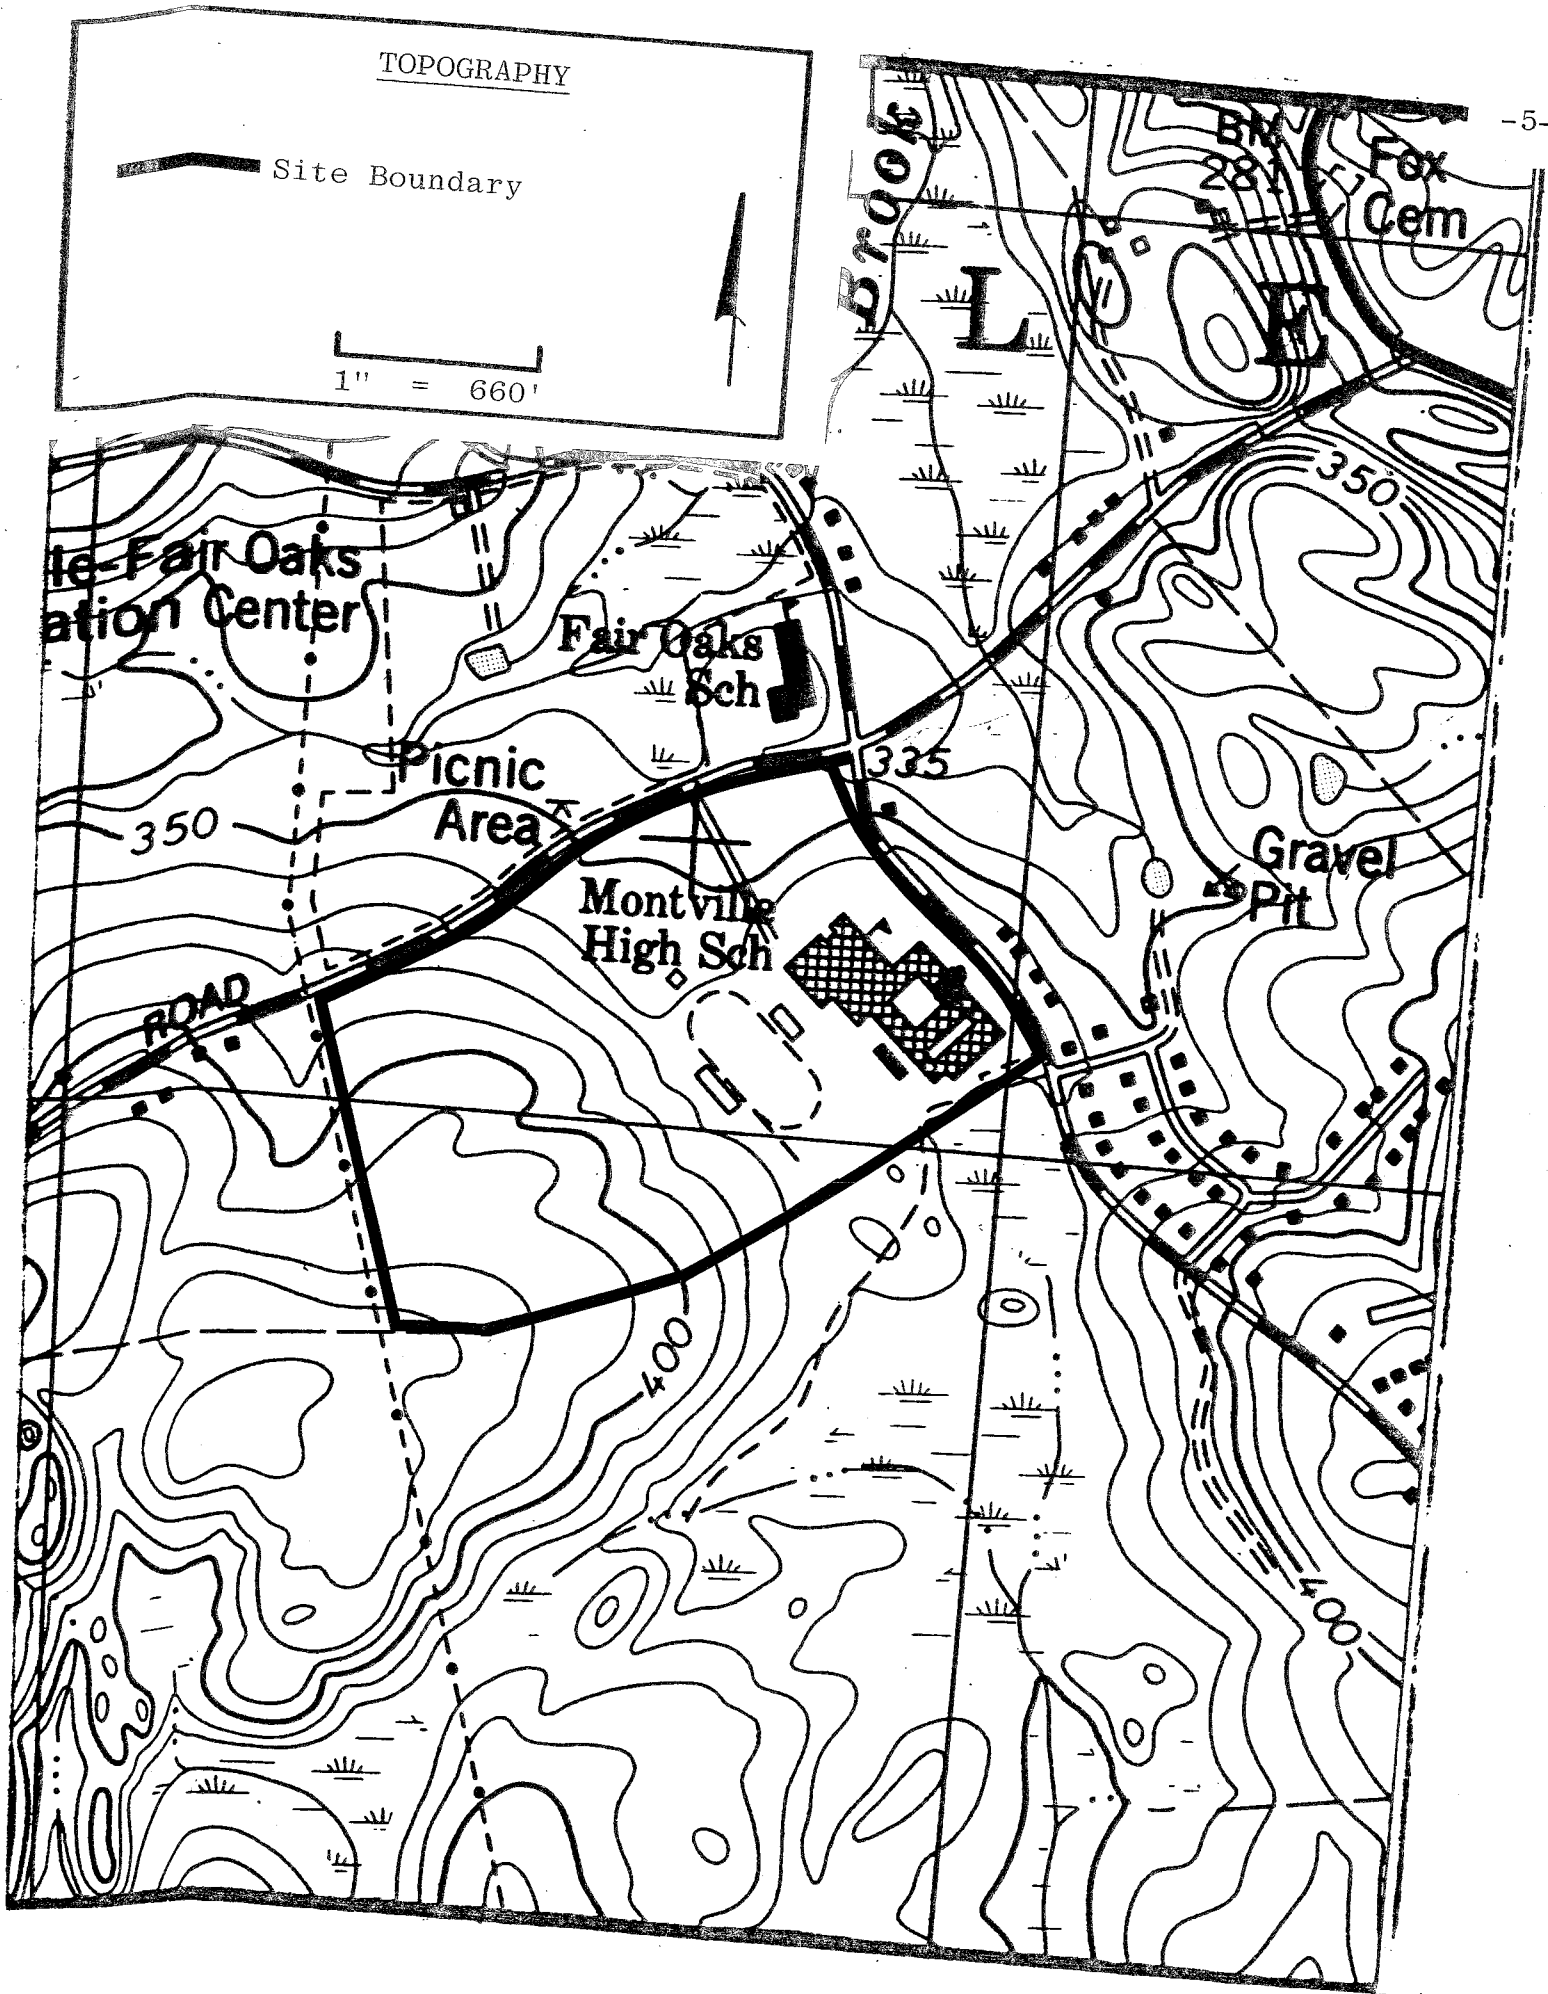 TOPOGRAPHY
Site Boundary
1" = 660'
-5-
Brook
BM
281
Fox
Cem
L
E
350
le-Fair Oaks
ation Center
Fair Oaks
Sch
335
Picnic
Area
350
Gravel
Pit
Montville
High Sch
ROAD
400
400